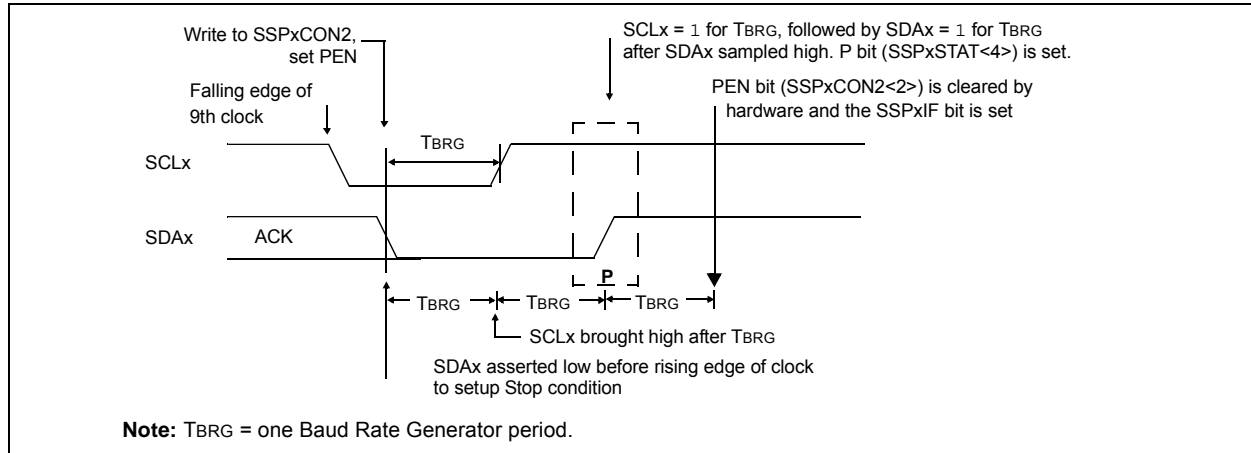 Write to SSPxCON2,
set PEN
SCLx = 1 for TBRG, followed by SDAx = 1 for TBRG
after SDAx sampled high. P bit (SSPxSTAT<4>) is set.
Falling edge of
9th clock
PEN bit (SSPxCON2<2>) is cleared by
hardware and the SSPxIF bit is set
TBRG
SCLx
SDAx
ACK
P
TBRG
TBRG
TBRG
SCLx brought high after TBRG
SDAx asserted low before rising edge of clock
to setup Stop condition
Note: TBRG = one Baud Rate Generator period.